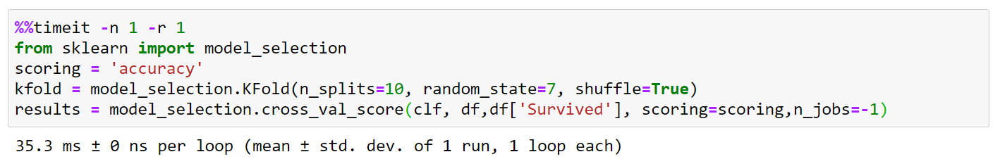 %%timeit -n 1 -r 1
from sklearn import model_selection
scoring = 'accuracy'
kfold = model_selection.KFold(n_splits=10, random_state=7, shuffle=True)
results = model_selection.cross_val_score(clf, df,df['Survived'], scoring=scoring,n_jobs=-1)
35.3 ms ± 0 ns per loop (mean ± std. dev. of 1 run, 1 loop each)